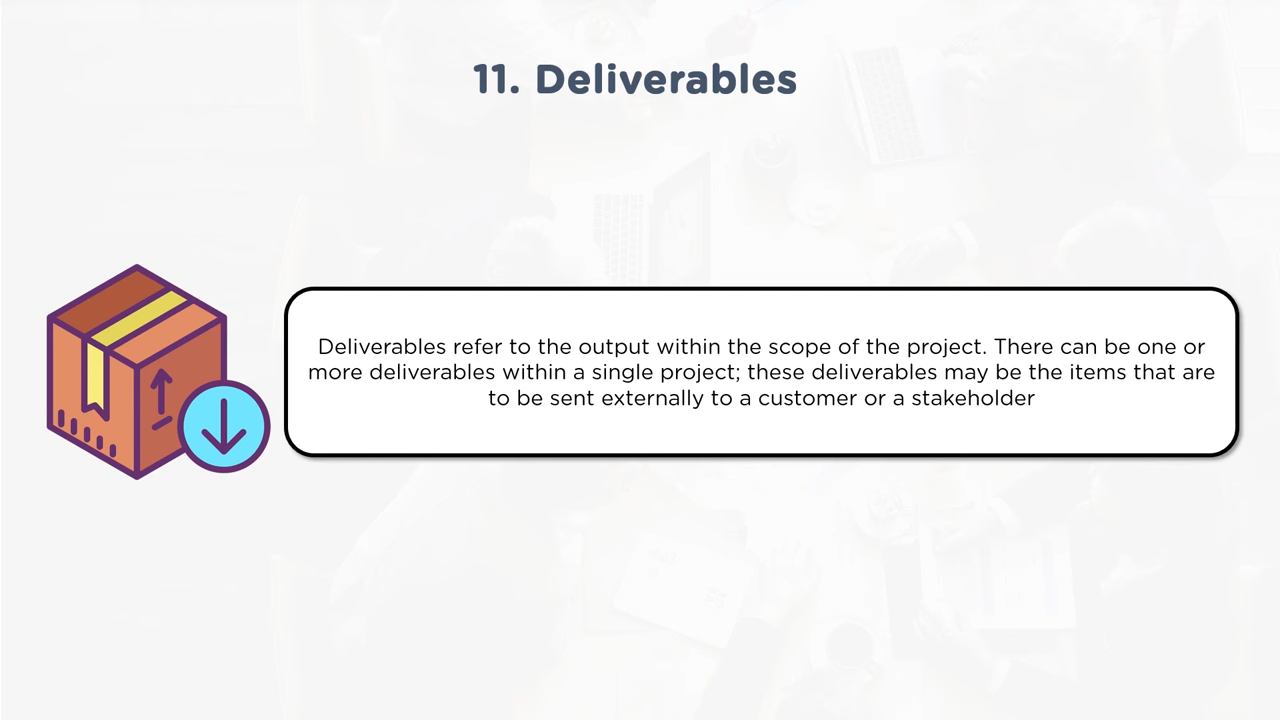 11. Deliverables
Deliverables refer to the output within the scope of the project. There can be one or
more deliverables within a single project; these deliverables may be the items that are
to be sent externally to a customer or a stakeholder